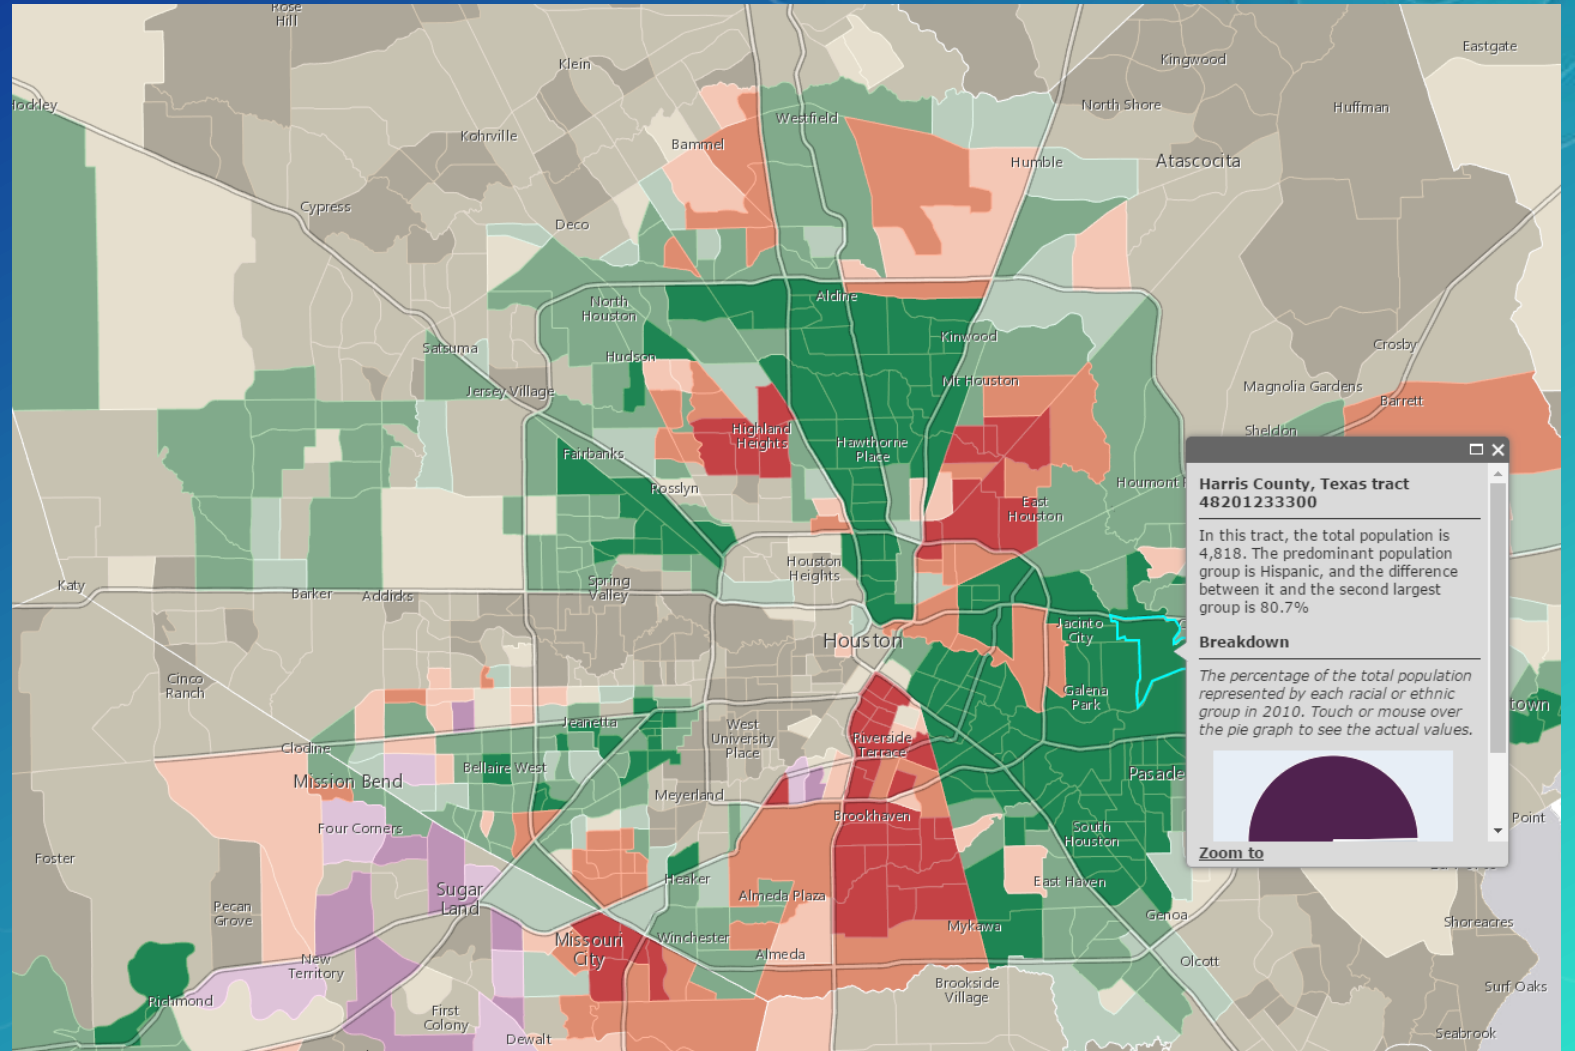 Rose
Hill
Klein
Kingwood
Eastgate
Hockley
North Shore
Huffman
Westfield
Kohrville
Bammel
Humble
Atascocita
Cypress
Deco
Aldine
North
Houston
Kinwood
Satsuma
Hudson
Crosby
Jersey Village
Mt Houston
Magnolia Gardens
Barrett
Highland
Heights
Sheldon
Hawthorne
Place
Fairbanks
Rosslyn
Houmont
East
Houston
Houston
Heights
Katy
Spring
Valley
Barker
Addicks
Houston
Jacinto
City
Cinco
Ranch
Galena
Park
town
Jeanetta
West
University
Place
Riverside
Terrace
Clodine
Bellaire West
Mission Bend
Pasade
Meyerland
Brookhaven
Point
Four Corners
South
Houston
Foster
Heaker
East Haven
Sugar
Land
Almeda Plaza
Pecan
Grove
Genoa
Shoreacres
Mykawa
Missouri
City
Winchester
Almeda
Olcott
New
Territory
Brookside
Village
Surf Oaks
Richmond
First
Colony
Dewalt
Seabrook
Harris County, Texas tract
48201233300
In this tract, the total population is
4,818. The predominant population
group is Hispanic, and the difference
between it and the second largest
group is 80.7%
Breakdown
The percentage of the total population
represented by each racial or ethnic
group in 2010. Touch or mouse over
the pie graph to see the actual values.
Zoom to